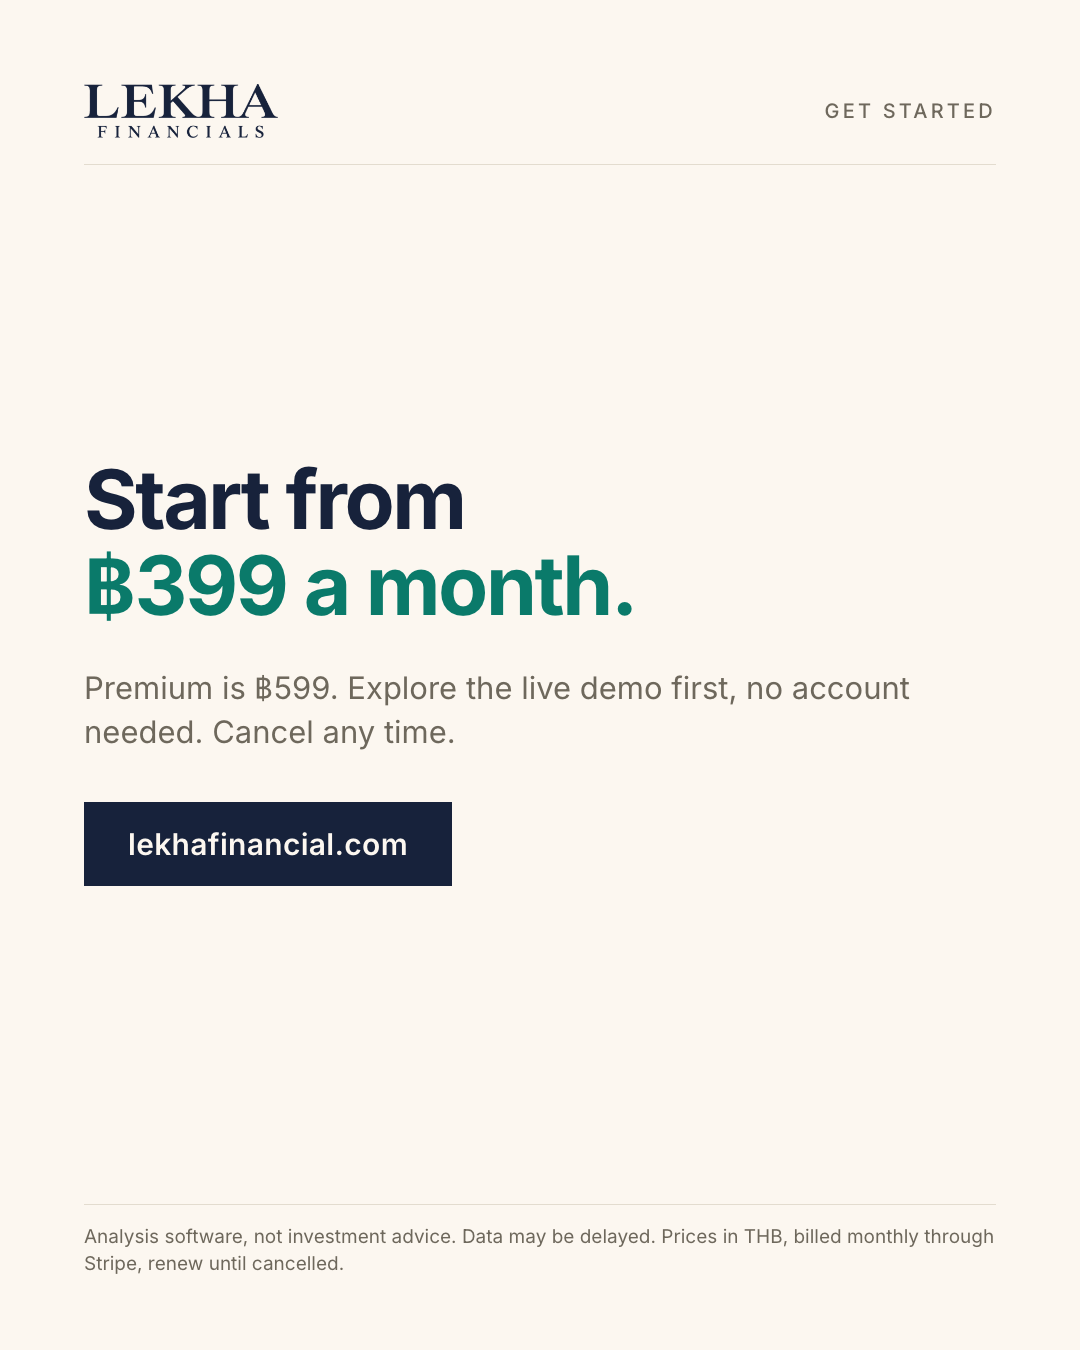 LEKHA
FINANCIALS
GET STARTED
Start from
฿399 a month.
Premium is ฿599. Explore the live demo first, no account
needed. Cancel any time.
lekhafinancial.com
Analysis software, not investment advice. Data may be delayed. Prices in THB, billed monthly through
Stripe, renew until cancelled.